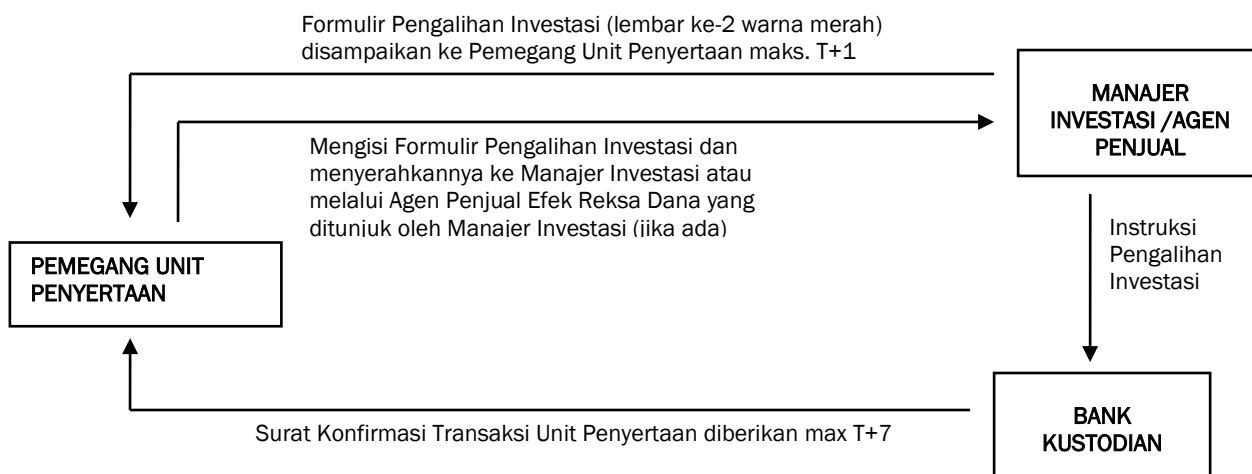 Formulir Pengalihan Investasi (lembar ke-2 warna merah)
disampaikan ke Pemegang Unit Penyertaan maks. T+1
MANAJER
INVESTASI /AGEN
PENJUAL
Mengisi Formulir Pengalihan Investasi dan
menyerahkannya ke Manajer Investasi atau
melalui Agen Penjual Efek Reksa Dana yang
ditunjuk oleh Manajer Investasi (jika ada)
Instruksi
Pengalihan
Investasi
PEMEGANG UNIT
PENYERTAAN
Surat Konfirmasi Transaksi Unit Penyertaan diberikan max T+7
BANK
KUSTODIAN